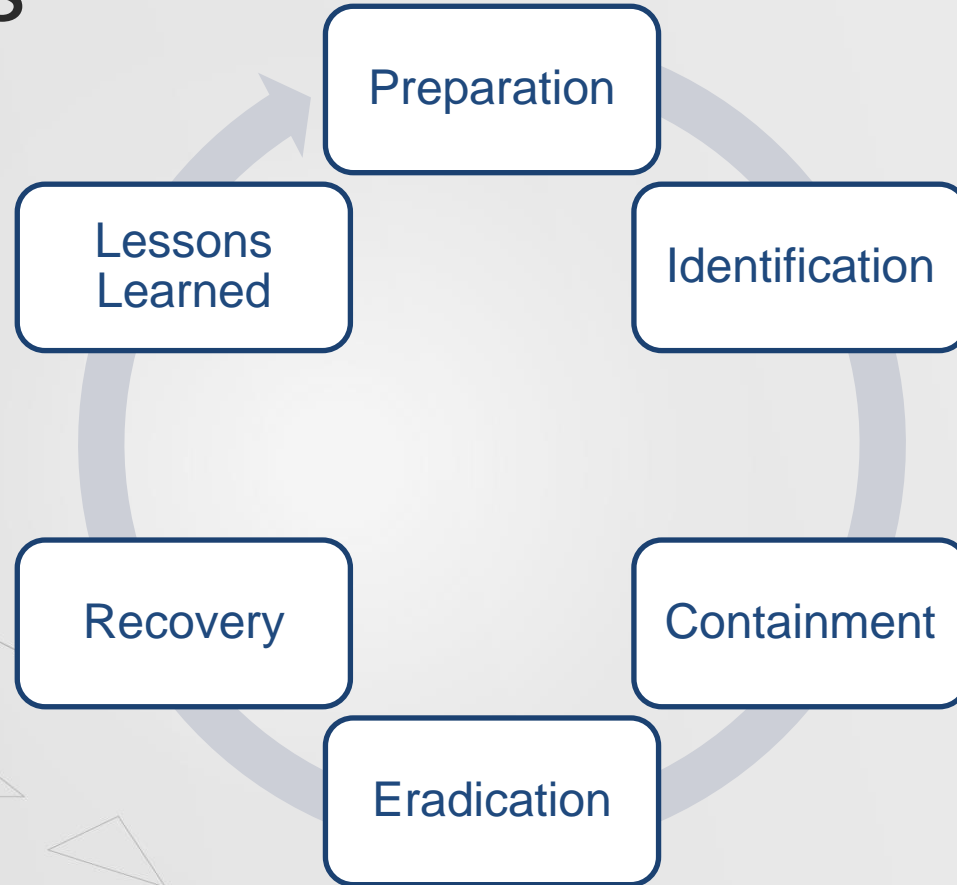 Preparation
Identification
Containment
Eradication
Recovery
Lessons
Learned